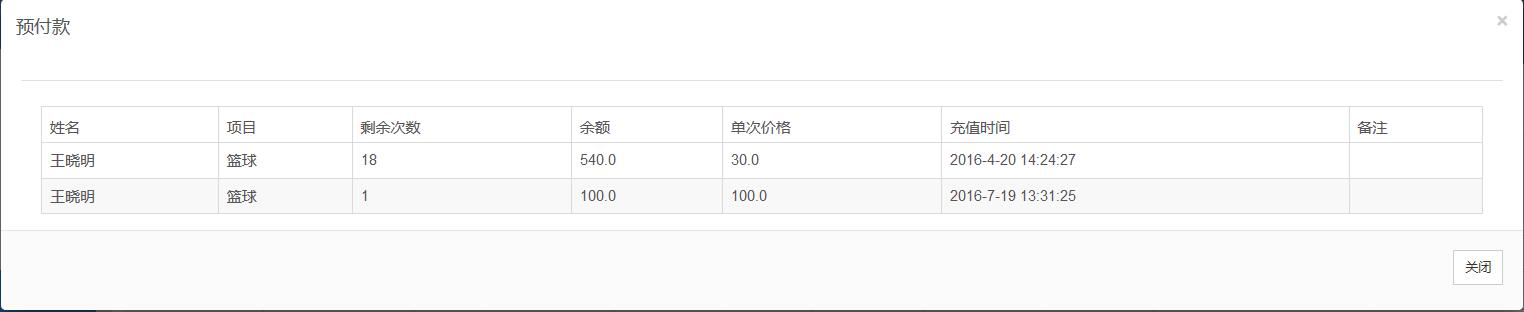 预付款
×
姓名 项目 剩余次数 余额 单次价格 充值时间 备注
王晓明 篮球 18 540.0 30.0 2016-4-20 14:24:27
王晓明 篮球 1 100.0 100.0 2016-7-19 13:31:25
关闭